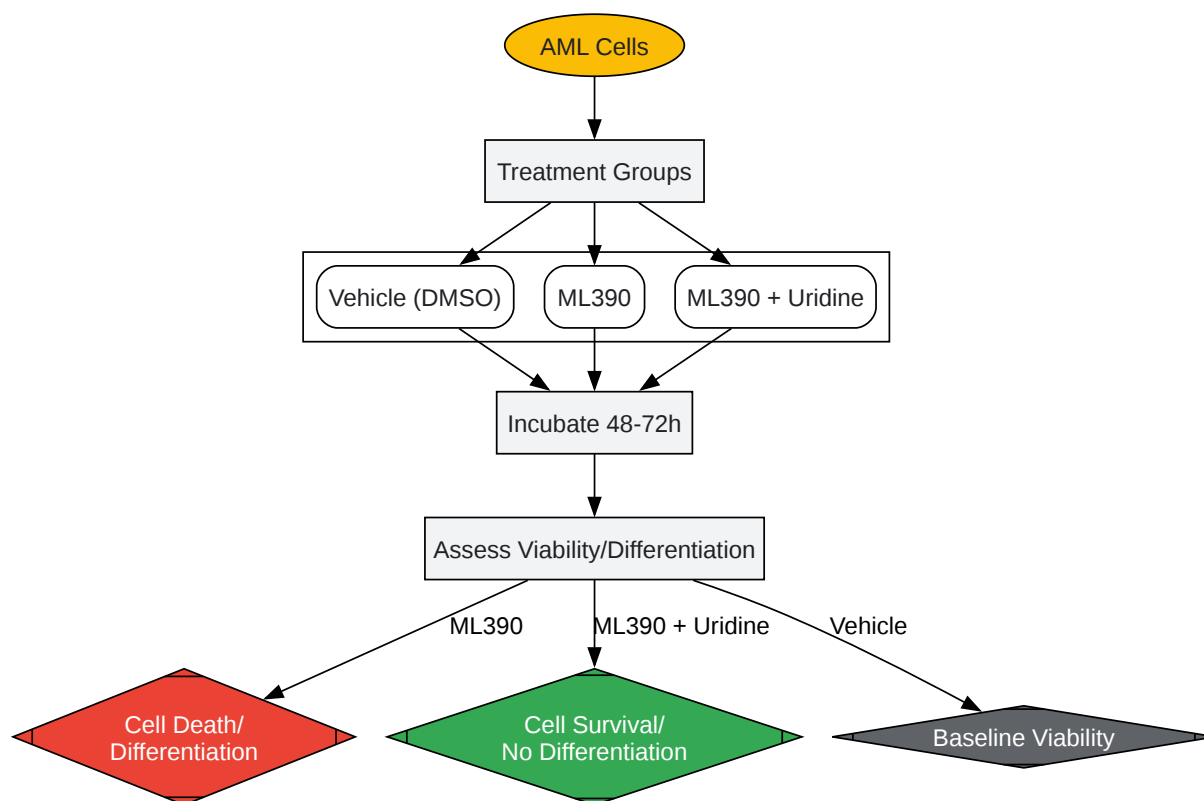 AML Cells
Treatment Groups
Vehicle (DMSO)
ML390
ML390 + Uridine
Incubate 48-72h
Assess Viability/Differentiation
ML390
ML390 + Uridine
Vehicle
Cell Death/
Differentiation
Cell Survival/
No Differentiation
Baseline Viability